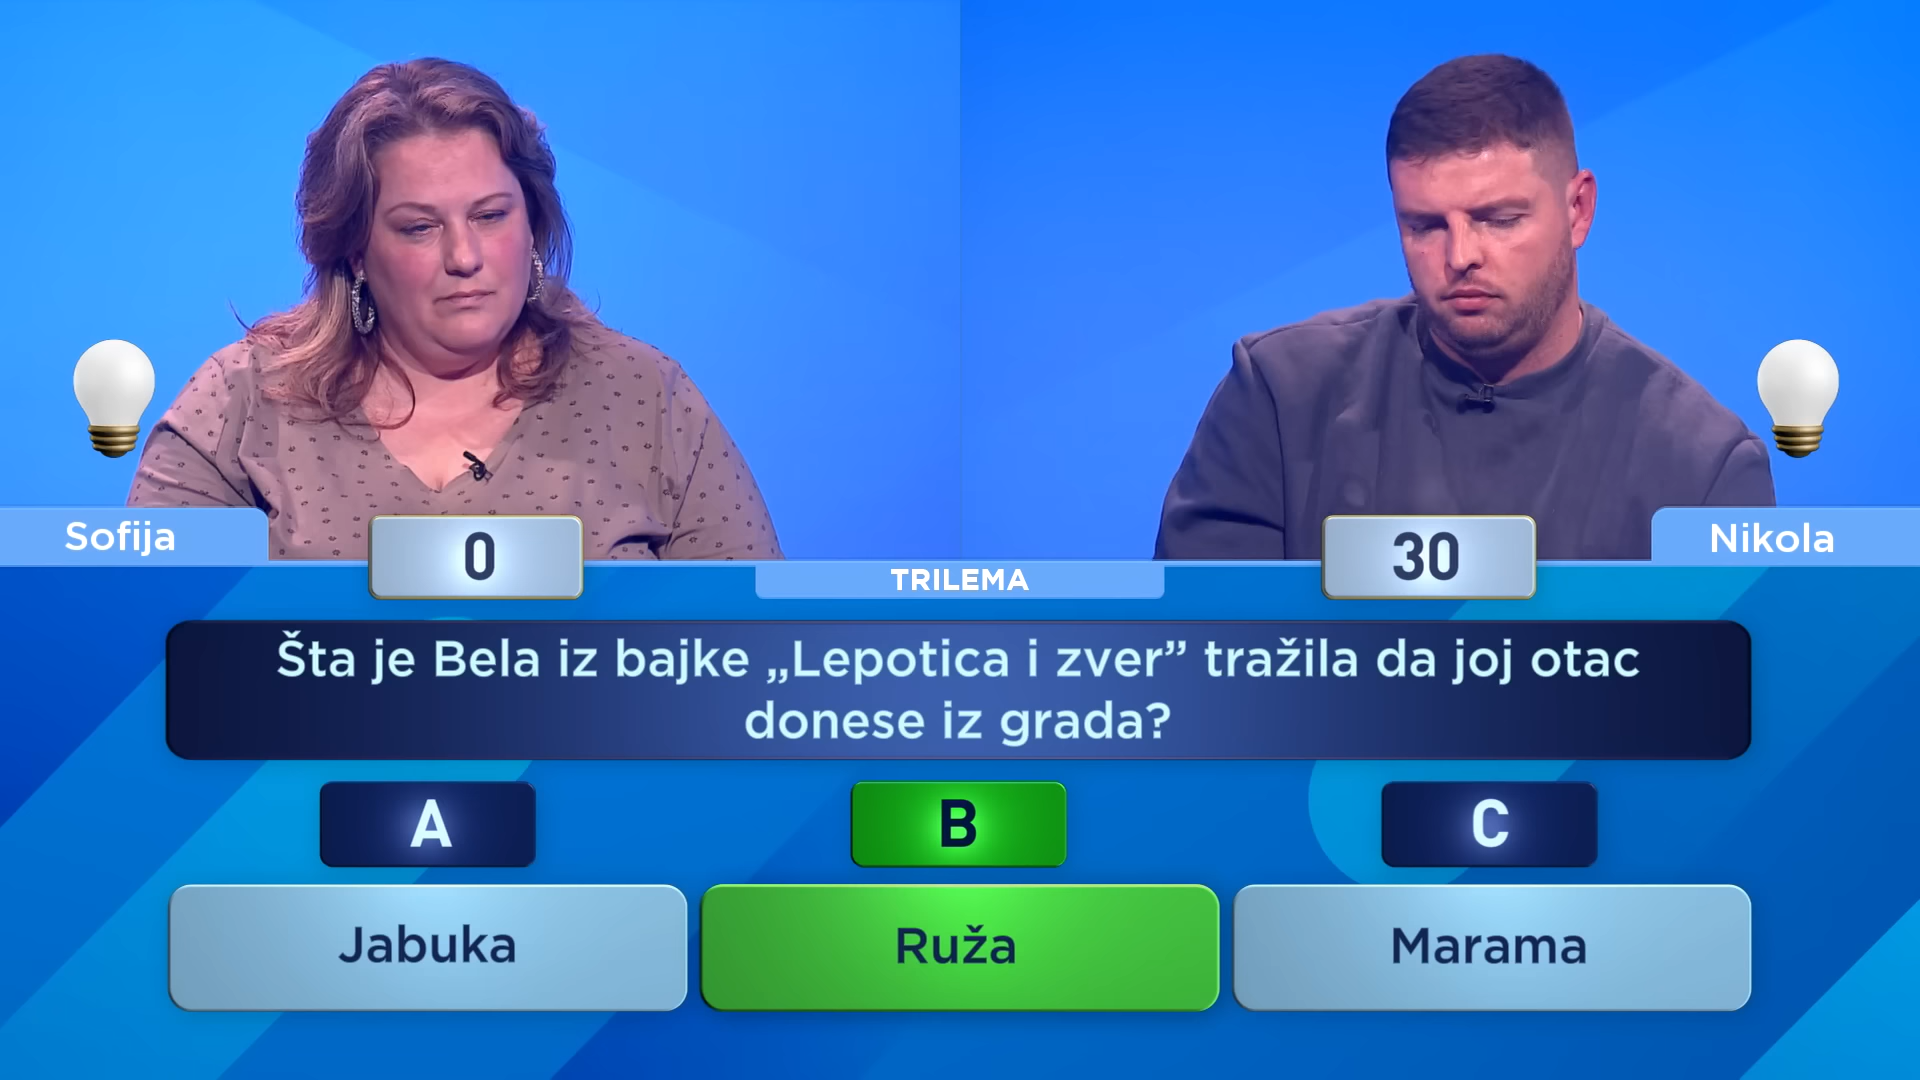 Sofija
0
TRILEMA
30
Nikola
Šta je Bela iz bajke „Lepotica i zver” tražila da joj otac
donese iz grada?
A
B
C
Jabuka
Ruža
Marama